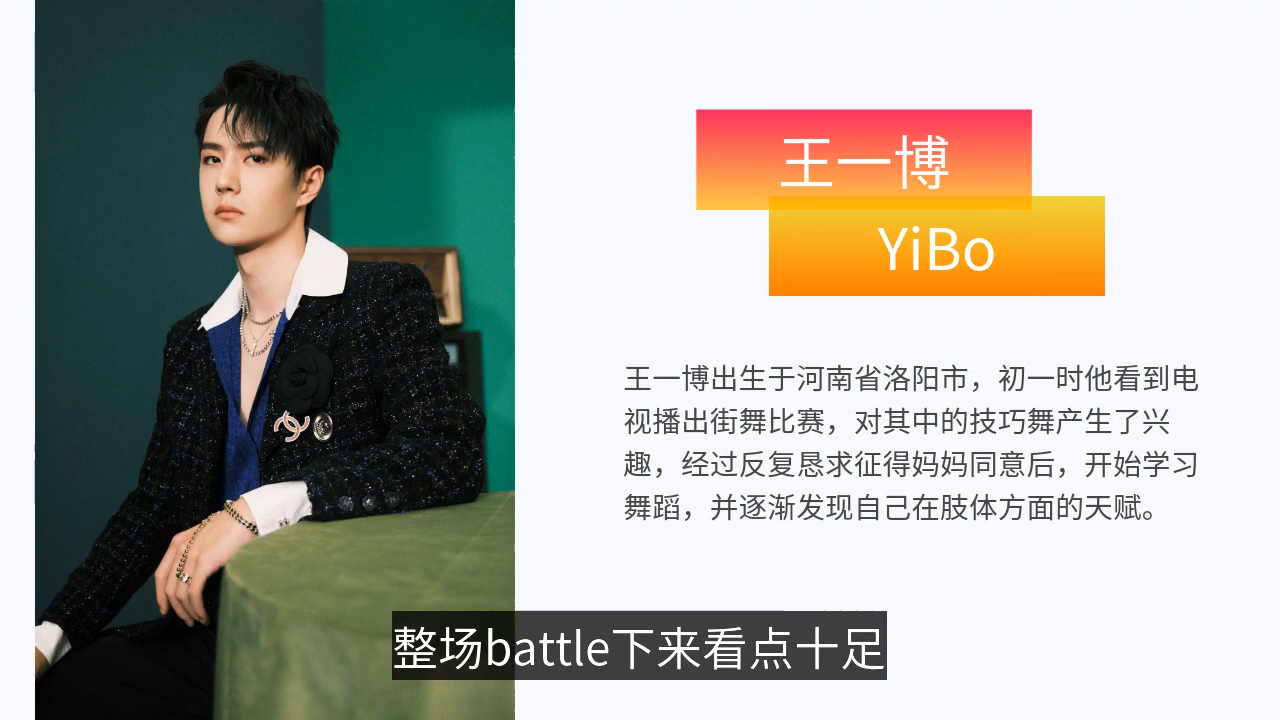 王一博
YiBo
王一博出生于河南省洛阳市，初一时他看到电
视播出街舞比赛，对其中的技巧舞产生了兴
趣，经过反复恳求征得妈妈同意后，开始学习
舞蹈，并逐渐发现自己在肢体方面的天赋。
整场battle下来看点十足